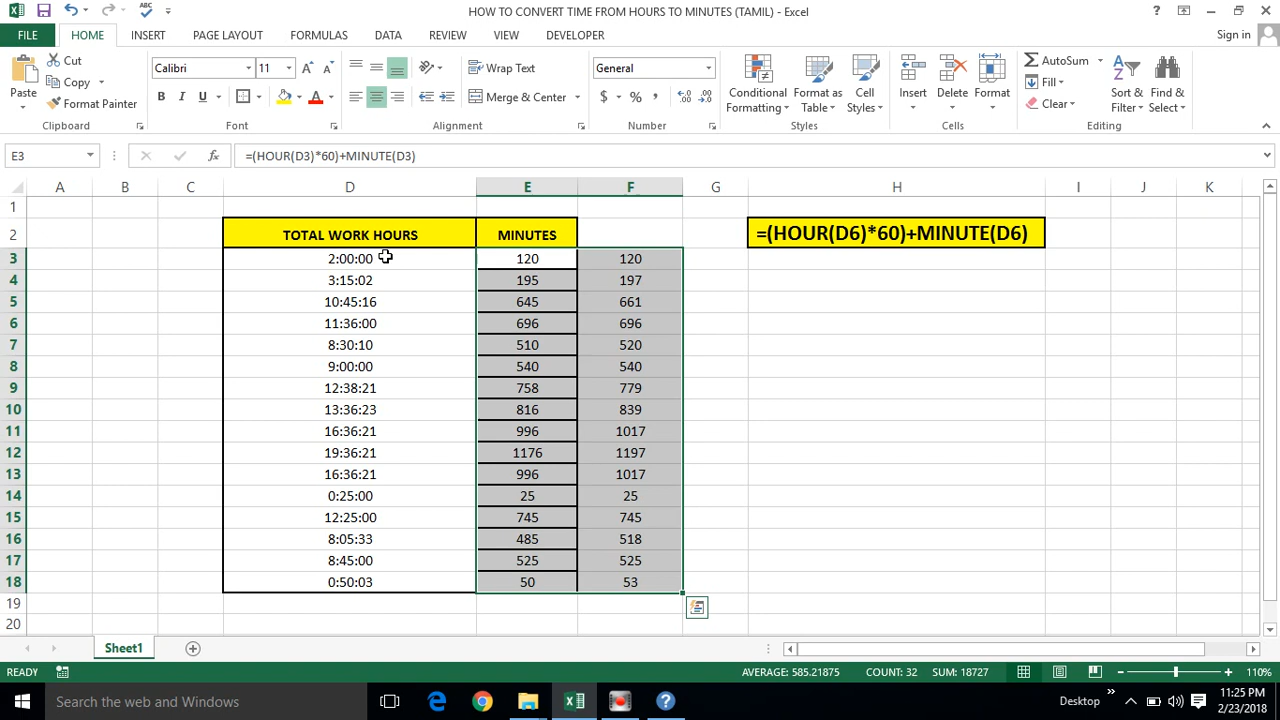 HOW TO CONVERT TIME FROM HOURS TO MINUTES (TAMIL) - Excel
FILE HOME INSERT PAGE LAYOUT FORMULAS DATA REVIEW VIEW DEVELOPER Sign in
Cut
Copy
Format Painter
Paste
Clipboard
Calibri 11
B I U A
Font
Wrap Text
Merge & Center
Alignment
General
$ % ,
Number
Conditional Formatting
Format as Table
Cell Styles
Styles
Insert Delete Format
Cells
AutoSum
Fill
Clear
Sort & Filter
Find & Select
Editing
E3 fx =(HOUR(D3)*60)+MINUTE(D3)
A B C D E F G H I J K
1
2 TOTAL WORK HOURS MINUTES =(HOUR(D6)*60)+MINUTE(D6)
3 2:00:00 120 120
4 3:15:02 195 197
5 10:45:16 645 661
6 11:36:00 696 696
7 8:30:10 510 520
8 9:00:00 540 540
9 12:38:21 758 779
10 13:36:23 816 839
11 16:36:21 996 1017
12 19:36:21 1176 1197
13 16:36:21 996 1017
14 0:25:00 25 25
15 12:25:00 745 745
16 8:05:33 485 518
17 8:45:00 525 525
18 0:50:03 50 53
19
20
Sheet1
READY AVERAGE: 585.21875 COUNT: 32 SUM: 18727 110%
Search the web and Windows
Desktop
11:25 PM
2/23/2018